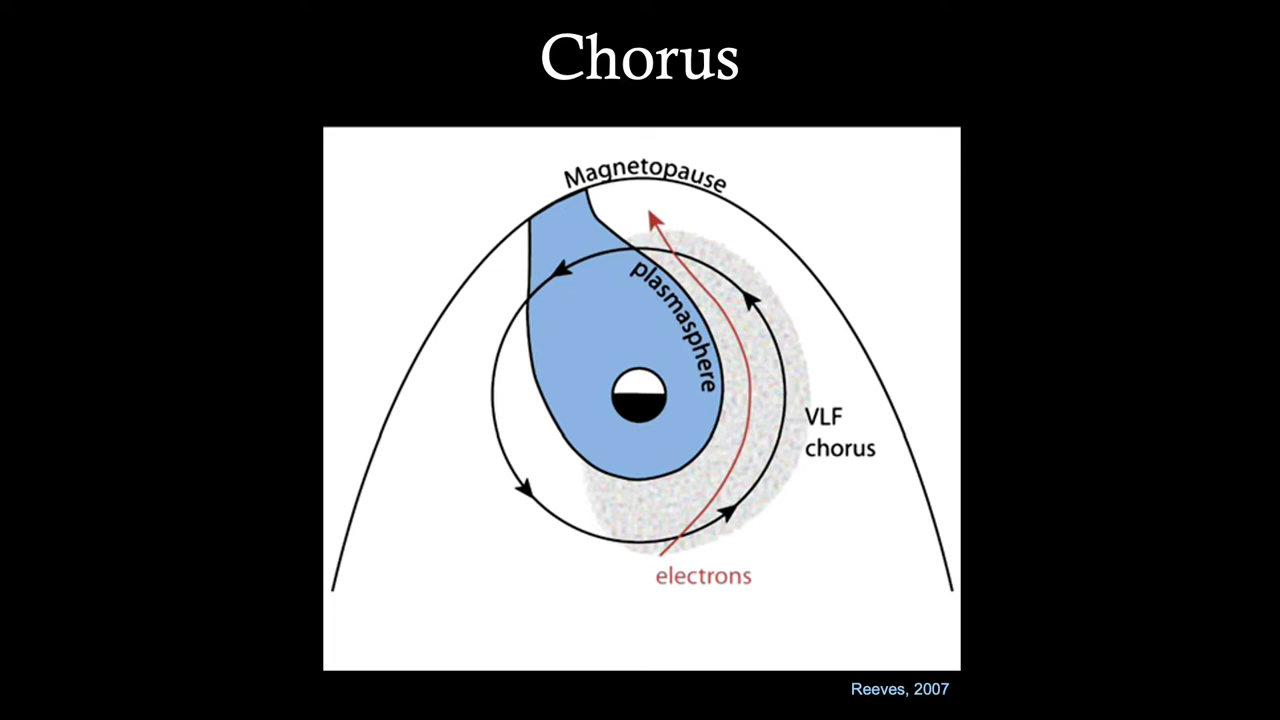 Chorus
Magnetopause
plasmasphere
VLF
chorus
electrons
Reeves, 2007